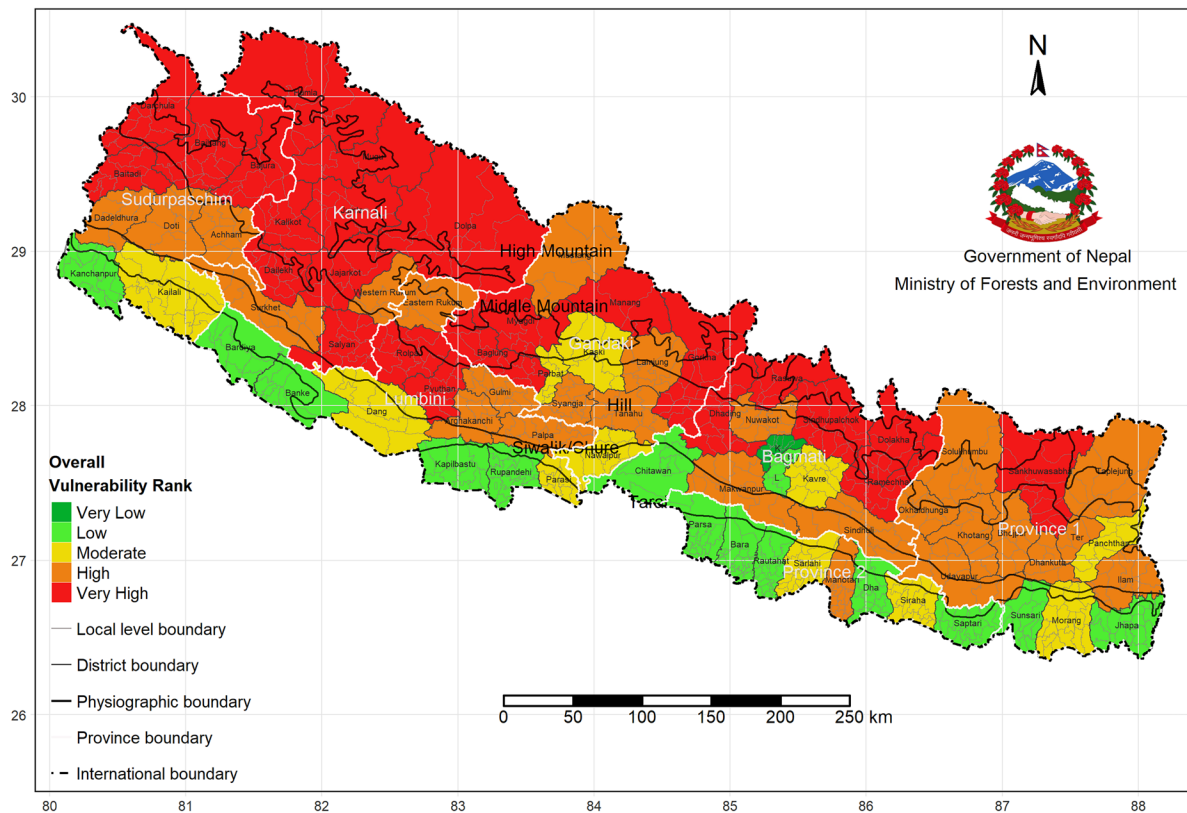 N
Government of Nepal
Ministry of Forests and Environment
30
29
28
27
26
80
81
82
83
84
85
86
87
88
Darchula
Humla
Bajhang
Bajura
Mugu
Baitadi
Sudurpaschim
Karnali
Dadeldhura
Doti
Achham
Kalikot
Dolpa
High Mountain
Mustang
Kanchanpur
Kailali
Dailekh
Jajarkot
Surkhet
Western Rukum
Eastern Rukum
Middle Mountain
Manang
Myagdi
Gandaki
Kaski
Bardiya
Salyan
Rolpa
Baglung
Parbat
Lamjung
Gorkha
Rasuwa
Banke
Pyuthan
Lumbini
Gulmi
Dang
Syangja
Hill
Tanahu
Arghakanchi
Palpa
Dhading
Nuwakot
Sindhupalchok
Dolakha
Siwalik/Chure
Nawalpur
Kapilbastu
Rupandehi
Parasi
Chitawan
Bagmati
K
L
Kavre
Makwanpur
Ramechhap
Solukhumbu
Sankhuwasabha
Taplejung
Tarai
Parsa
Bara
Rautahat
Sarlahi
Province 2
Mahotari
Sindhuli
Dha
Siraha
Okhaldhunga
Khotang
Province 1
Ter
Panchthar
Dhankuta
Udayapur
Ilam
Saptari
Sunsari
Morang
Jhapa
Overall
Vulnerability Rank
Very Low
Low
Moderate
High
Very High
Local level boundary
District boundary
Physiographic boundary
Province boundary
International boundary
0 50 100 150 200 250 km